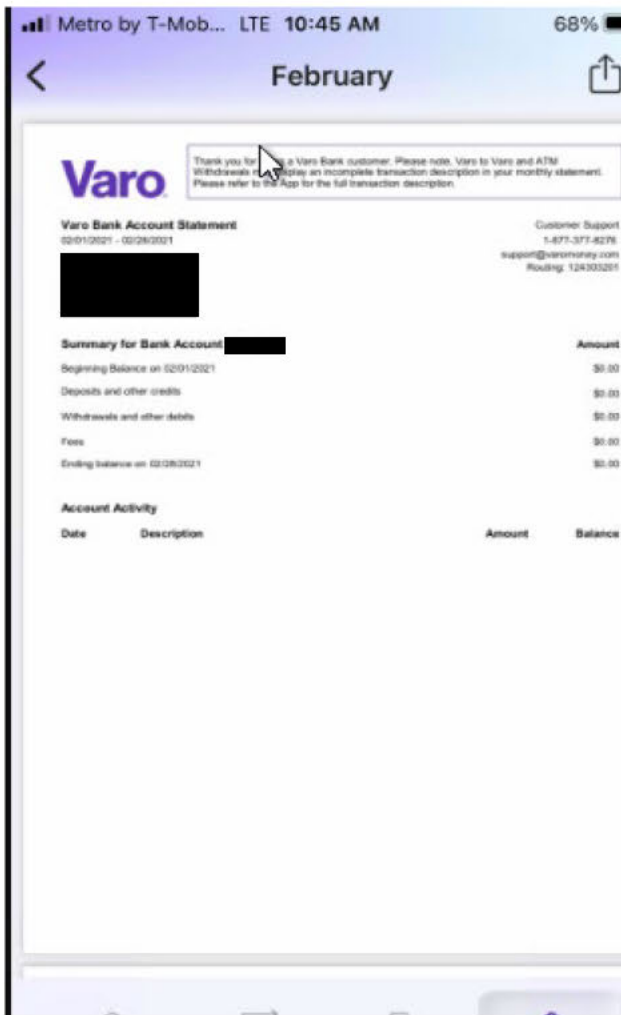 Metro by T-Mob... LTE 10:45 AM 68%
February
Varo
Thank you for a Varo Bank customer. Please note, Varo to Varo and ATM
Withdrawals may display an incomplete transaction description in your monthly statement.
Please refer to the App for the full transaction description.
Varo Bank Account Statement
02/01/2021 - 02/28/2021
Customer Support
1-877-377-8276
support@varomoney.com
Routing: 124303201
Summary for Bank Account Amount
Beginning Balance on 02/01/2021 $0.00
Deposits and other credits $0.00
Withdrawals and other debits $0.00
Fees $0.00
Ending balance on 02/28/2021 $0.00
Account Activity
Date Description Amount Balance